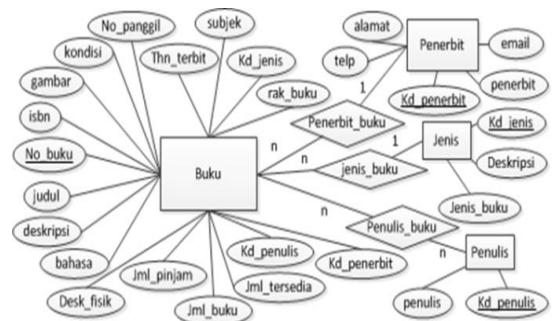 No_panggil
subjek
alamat
Penerbit
email
kondisi
Thn_terbit
Kd_jenis
telp
gambar
rak_buku
1
Kd_penerbit
penerbit
isbn
Penerbit_buku
Kd_jenis
No_buku
n
1
Jenis
Buku
n
jenis_buku
Deskripsi
judul
n
Jenis_buku
deskripsi
Penulis_buku
bahasa
Kd_penulis
n
Penulis
Jml_pinjam
Kd_penerbit
Desk_fisik
Jml_tersedia
Jml_buku
penulis
Kd_penulis